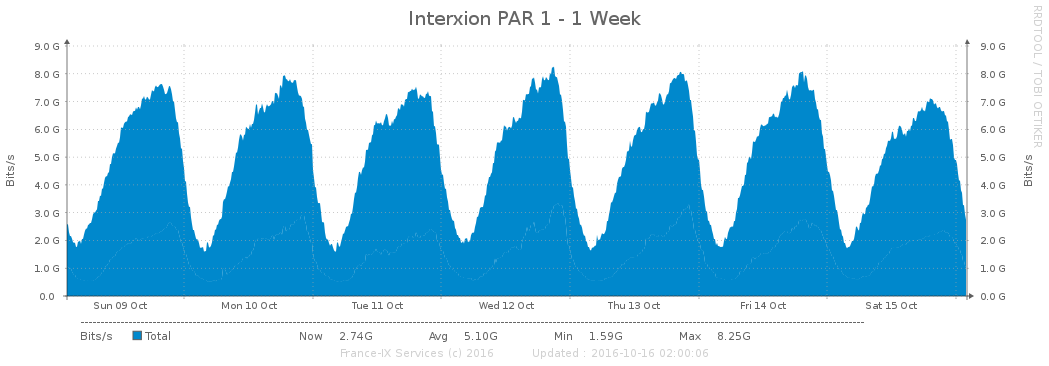 Interxion PAR 1 - 1 Week
RRDTOOL / TOBI OETIKER
Bits/s
9.0 G 9.0 G
8.0 G 8.0 G
7.0 G 7.0 G
6.0 G 6.0 G
5.0 G 5.0 G
4.0 G 4.0 G
3.0 G 3.0 G
2.0 G 2.0 G
1.0 G 1.0 G
0.0 0.0 G
Bits/s
Sun 09 Oct Mon 10 Oct Tue 11 Oct Wed 12 Oct Thu 13 Oct Fri 14 Oct Sat 15 Oct
Bits/s Total Now 2.74G Avg 5.10G Min 1.59G Max 8.25G
France-IX Services (c) 2016 Updated : 2016-10-16 02:00:06